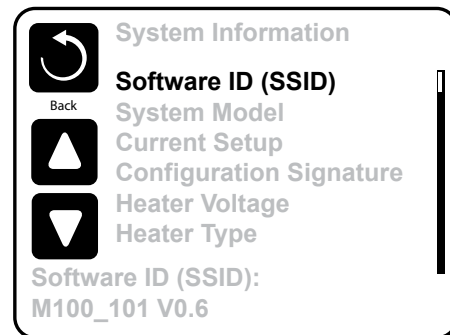 System Information
Software ID (SSID)
Back
System Model
Current Setup
Configuration Signature
Heater Voltage
Heater Type
Software ID (SSID):
M100_101 V0.6